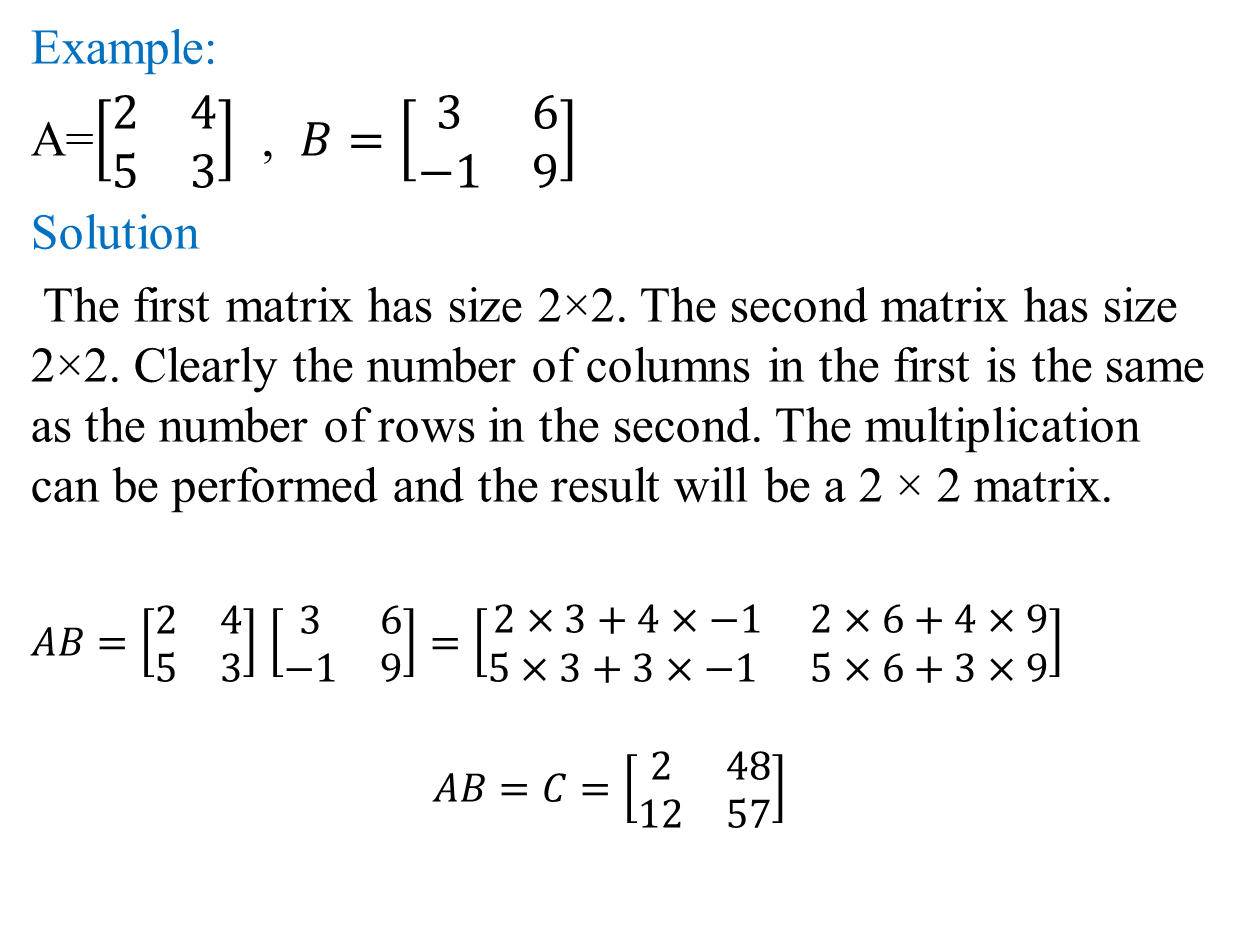 Example:
A=[2 4
5 3] , B = [3 6
−1 9]
Solution
The first matrix has size 2×2. The second matrix has size
2×2. Clearly the number of columns in the first is the same
as the number of rows in the second. The multiplication
can be performed and the result will be a 2 × 2 matrix.
AB = [2 4
5 3] [3 6
−1 9] = [2 × 3 + 4 × −1 2 × 6 + 4 × 9
5 × 3 + 3 × −1 5 × 6 + 3 × 9]
AB = C = [2 48
12 57]